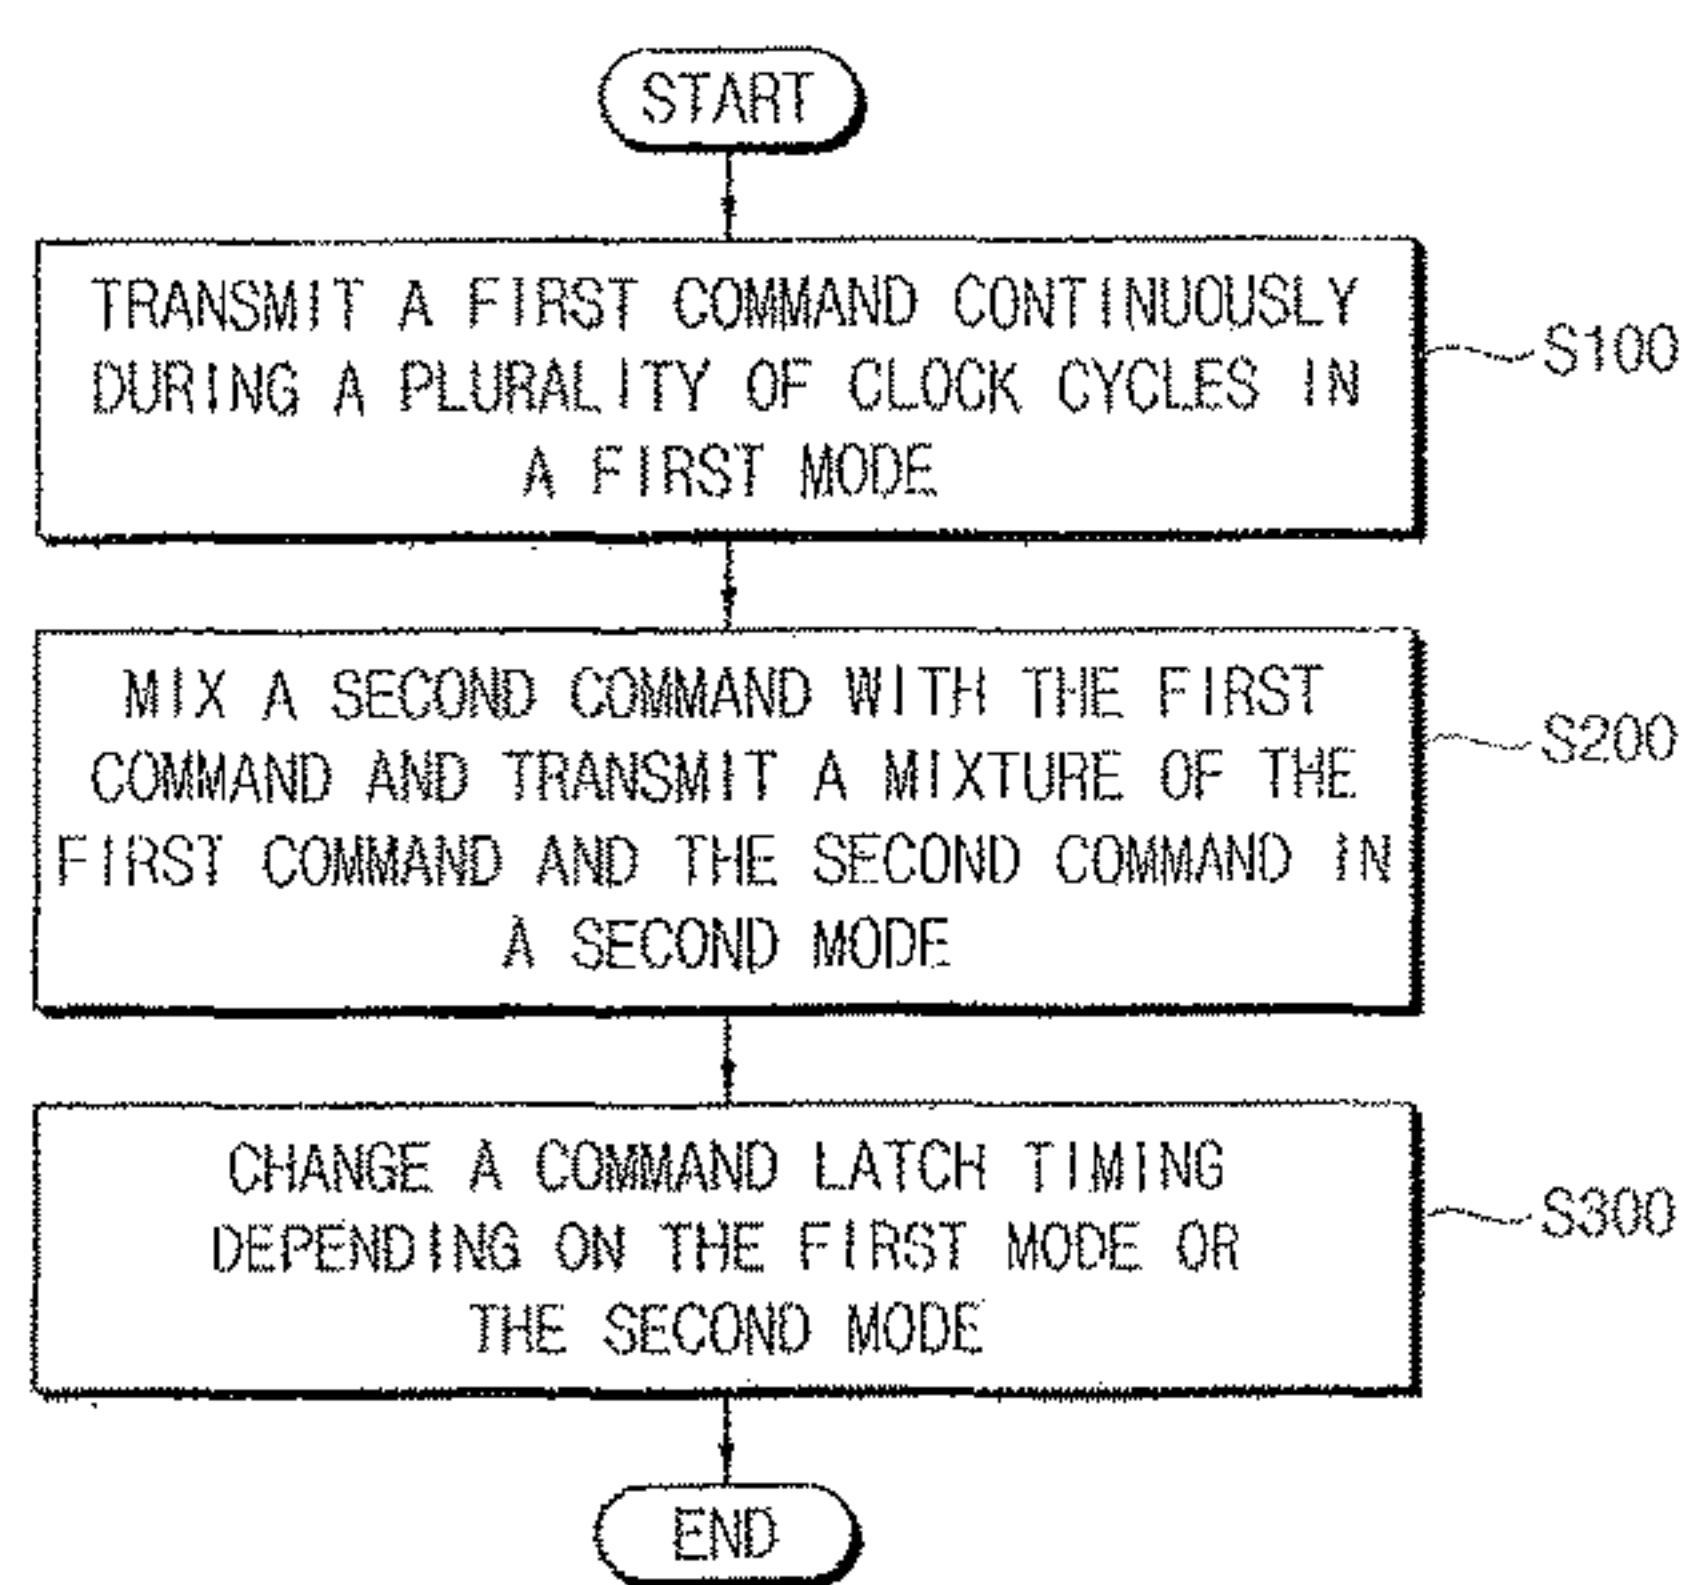 START
TRANSMIT A FIRST COMMAND CONTINUOUSLY
DURING A PLURALITY OF CLOCK CYCLES IN
A FIRST MODE
S100
MIX A SECOND COMMAND WITH THE FIRST
COMMAND AND TRANSMIT A MIXTURE OF THE
FIRST COMMAND AND THE SECOND COMMAND IN
A SECOND MODE
S200
CHANGE A COMMAND LATCH TIMING
DEPENDING ON THE FIRST MODE OR
THE SECOND MODE
S300
END